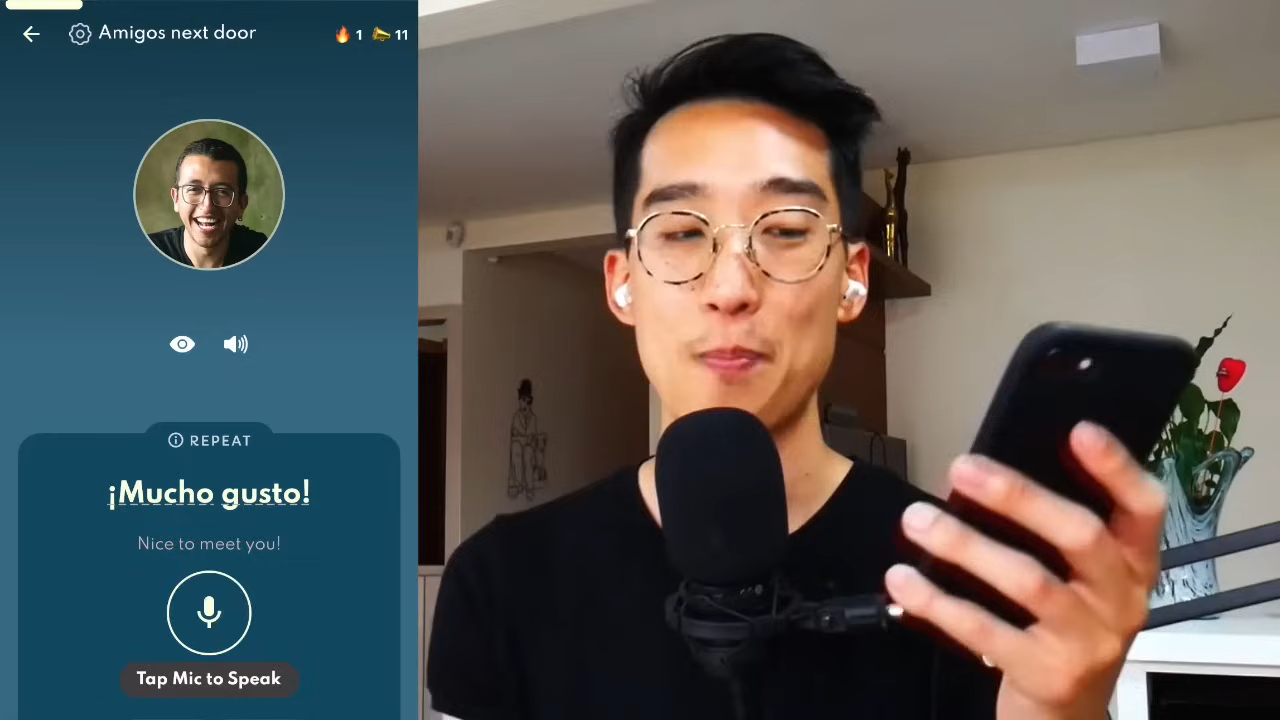 Amigos next door
1
11
REPEAT
¡Mucho gusto!
Nice to meet you!
Tap Mic to Speak